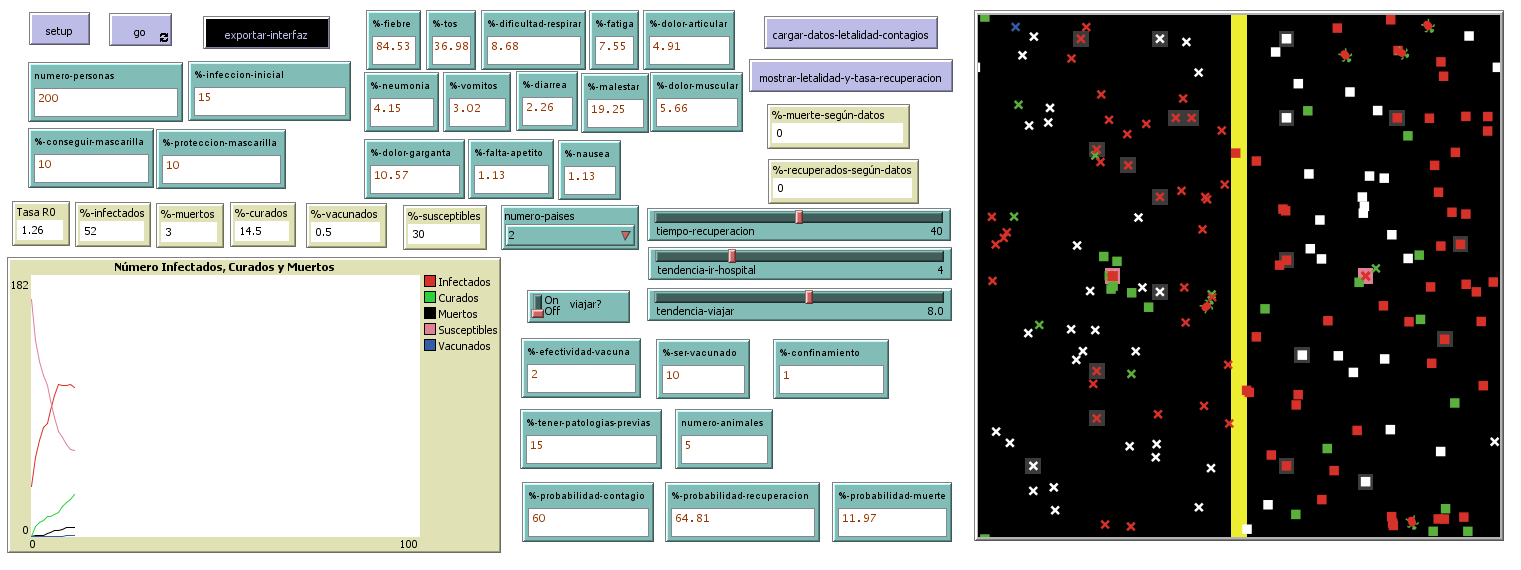 setup
go
exportar-interfaz
%-fiebre
84.53
%-tos
36.98
%-dificultad-respirar
8.68
%-fatiga
7.55
%-dolor-articular
4.91
cargar-datos-letalidad-contagios
numero-personas
200
%-infeccion-inicial
15
%-neumonia
4.15
%-vomitos
3.02
%-diarrea
2.26
%-malestar
19.25
%-dolor-muscular
5.66
mostrar-letalidad-y-tasa-recuperacion
%-muerte-según-datos
0
%-conseguir-mascarilla
10
%-proteccion-mascarilla
10
%-dolor-garganta
10.57
%-falta-apetito
1.13
%-nausea
1.13
%-recuperados-según-datos
0
Tasa R0
1.26
%-infectados
52
%-muertos
3
%-curados
14.5
%-vacunados
0.5
%-susceptibles
30
numero-paises
2
tiempo-recuperacion 40
tendencia-ir-hospital 4
tendencia-viajar 8.0
On
Off
viajar?
Número Infectados, Curados y Muertos
182
0
0
100
Infectados
Curados
Muertos
Susceptibles
Vacunados
%-efectividad-vacuna
2
%-ser-vacunado
10
%-confinamiento
1
%-tener-patologias-previas
15
numero-animales
5
%-probabilidad-contagio
60
%-probabilidad-recuperacion
64.81
%-probabilidad-muerte
11.97